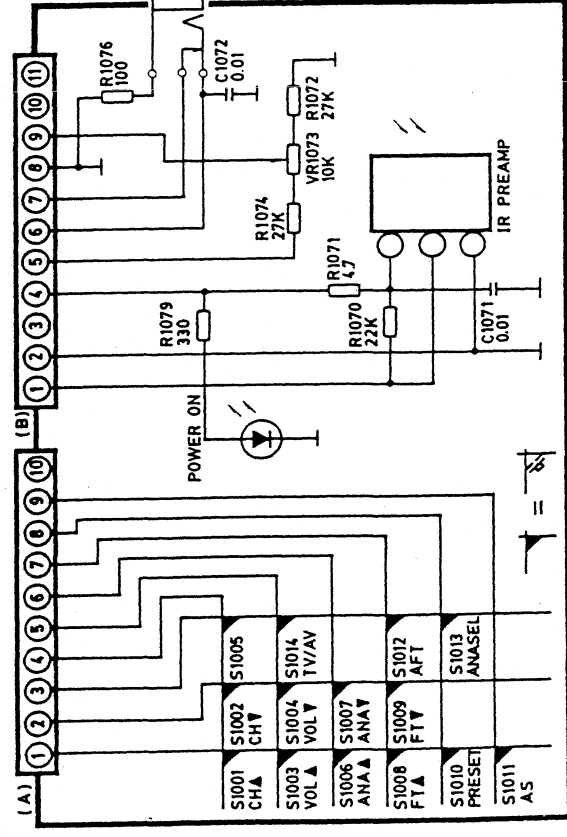 (A)
1
2
3
4
5
6
7
8
9
10
(B)
1
2
3
4
5
6
7
8
9
10
11
R1076
100
C1072
0.01
R1072
27K
VR1073
10K
R1074
27K
R1079
330
R1071
4.7
R1070
22K
C1071
0.01
IR PREAMP
POWER ON
S1001
CH▲
S1002
CH▼
S1005
S1003
VOL▲
S1004
VOL▼
S1014
TV/AV
S1006
ANA▲
S1007
ANA▼
S1008
FT▲
S1009
FT▼
S1012
AFT
S1010
PRESET
S1013
ANASEL
S1011
AS
=